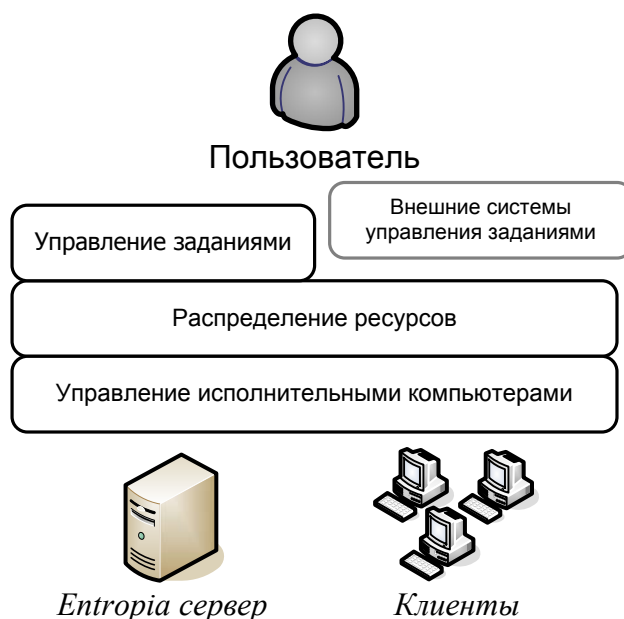 Пользователь
Внешние системы
управления заданиями
Управление заданиями
Распределение ресурсов
Управление исполнительными компьютерами
Entropia сервер
Клиенты